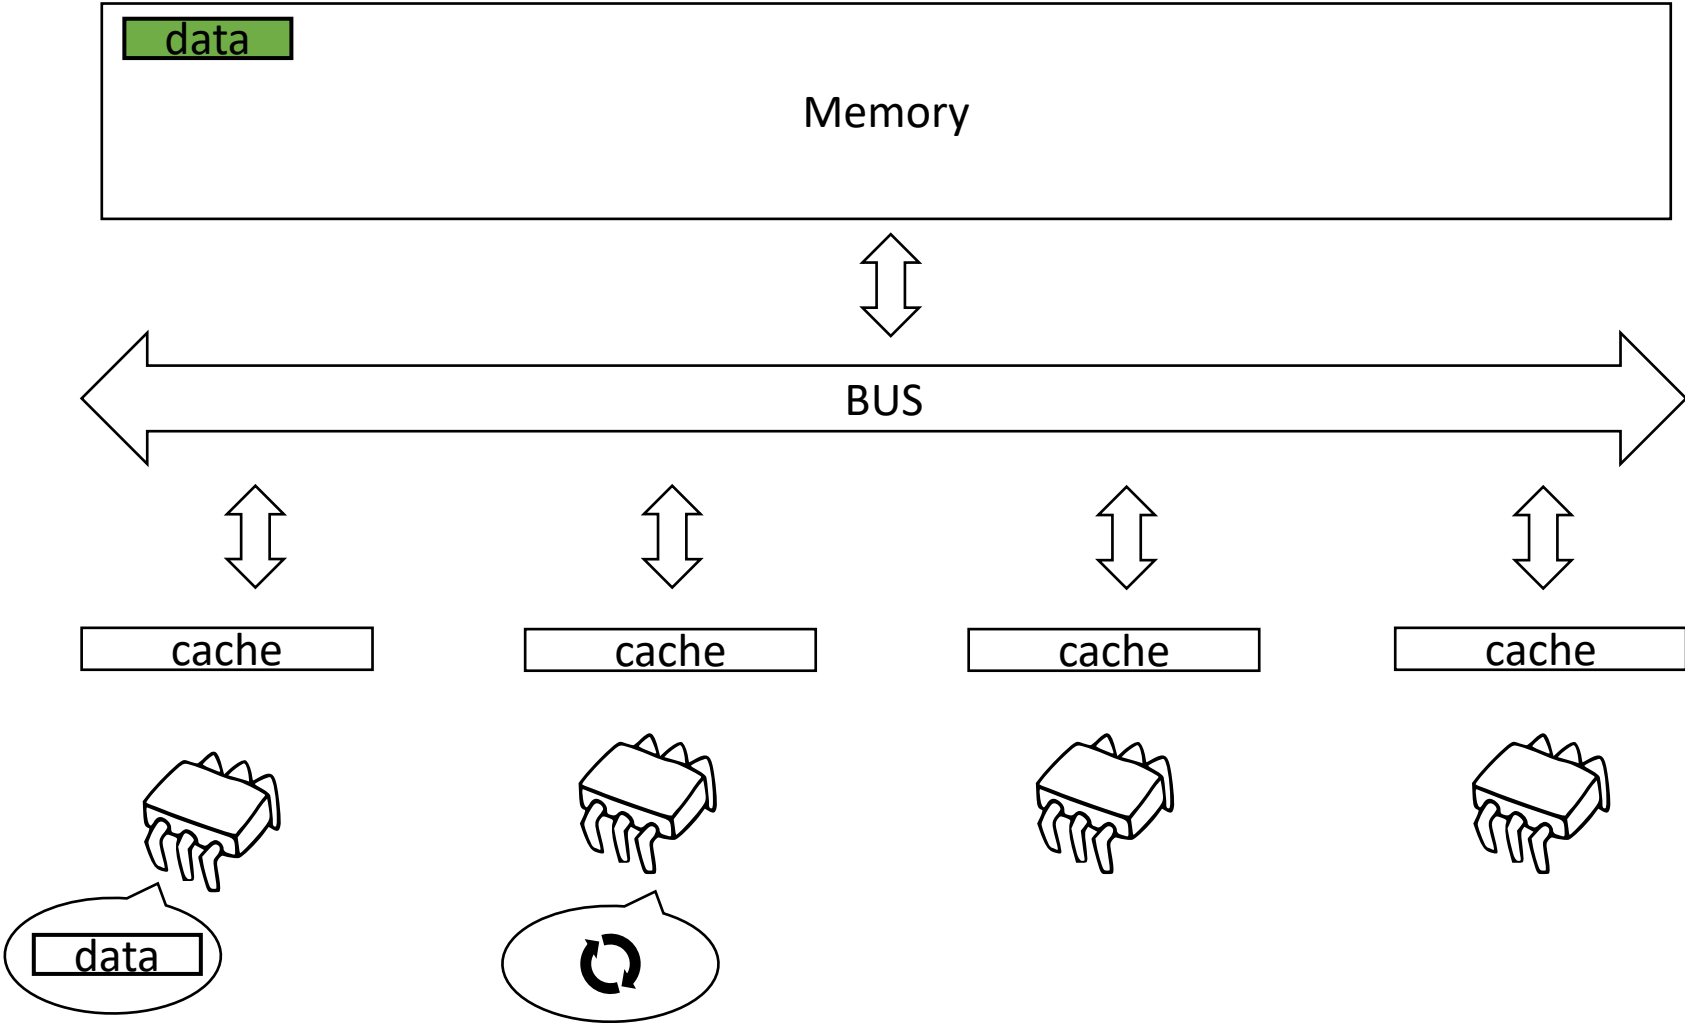 data
Memory
BUS
cache
cache
cache
cache
data